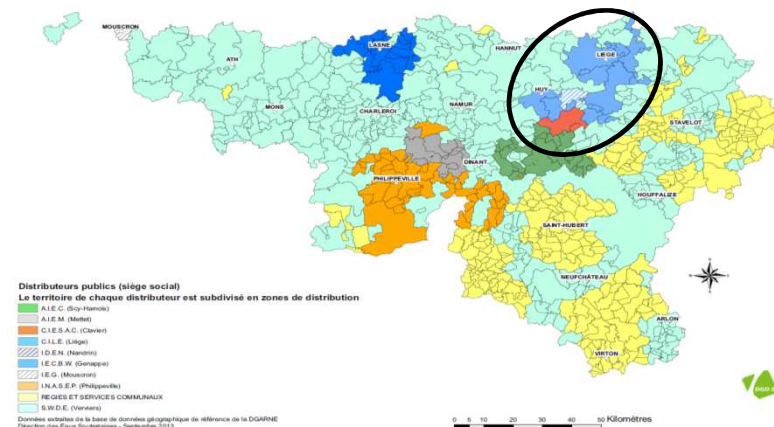 MOUSCRON
LASNE
HANNUT
LIEGE
ATH
HUY
MONS
NAMUR
CHARLEROI
STAVELOT
DINANT
PHILIPPEVILLE
HOUFFALIZE
SAINT-HUBERT
NEUFCHÂTEAU
ARLON
VIRTON
Distributeurs publics (siège social)
Le territoire de chaque distributeur est subdivisé en zones de distribution
A.I.E.C. (Scy-Hamois)
A.I.E.M. (Mettet)
C.I.E.S.A.C. (Clavier)
C.I.L.E. (Liège)
I.D.E.N. (Nandrin)
I.E.C.B.W. (Genappe)
I.E.G. (Mouscron)
I.N.A.S.E.P. (Philippeville)
REGIES ET SERVICES COMMUNAUX
S.W.D.E. (Verviers)
Données extraites de la base de données géographique de référence de la DGARNE
Direction des Eaux Souterraines - Septembre 2013
0 5 10 20 30 40 50 Kilomètres